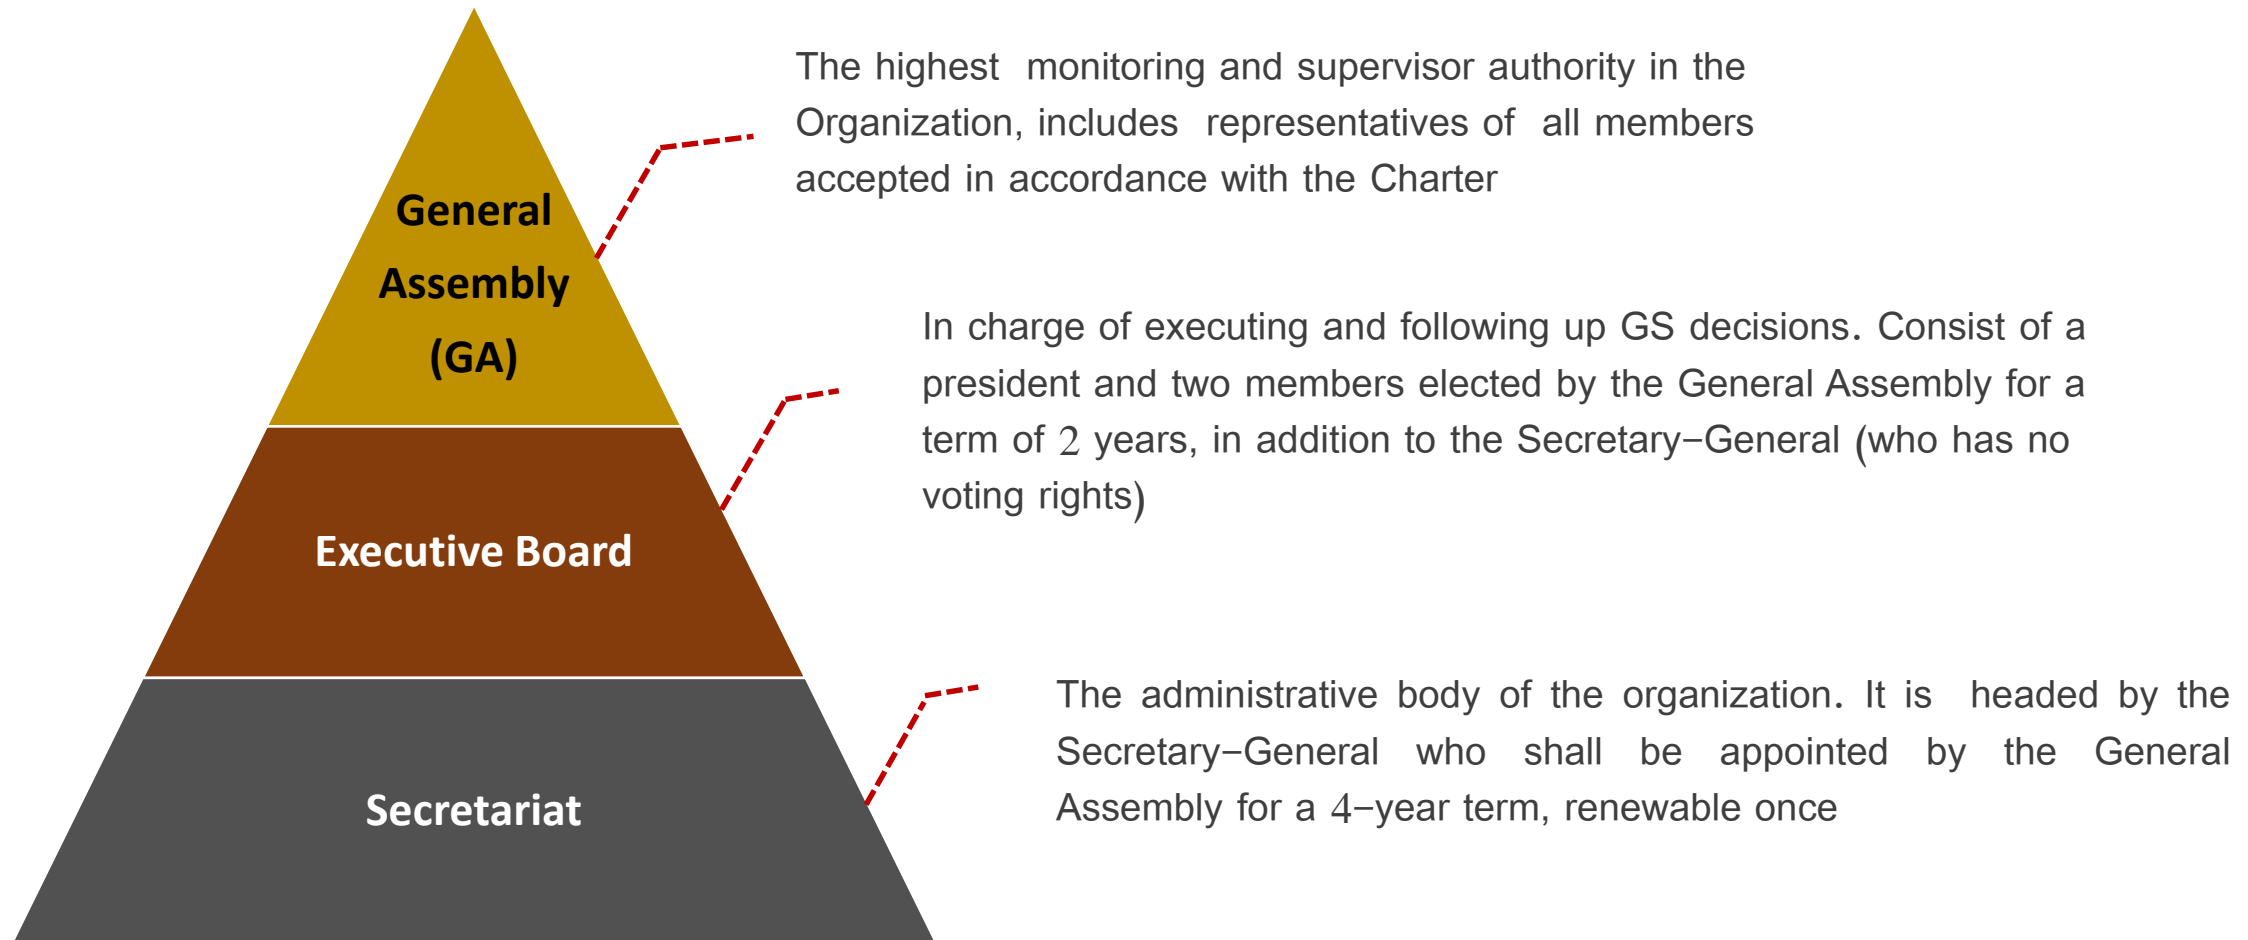 General
Assembly
(GA)
The highest monitoring and supervisor authority in the
Organization, includes representatives of all members
accepted in accordance with the Charter
Executive Board
In charge of executing and following up GS decisions. Consist of a
president and two members elected by the General Assembly for a
term of 2 years, in addition to the Secretary–General (who has no
voting rights)
Secretariat
The administrative body of the organization. It is headed by the
Secretary–General who shall be appointed by the General
Assembly for a 4–year term, renewable once